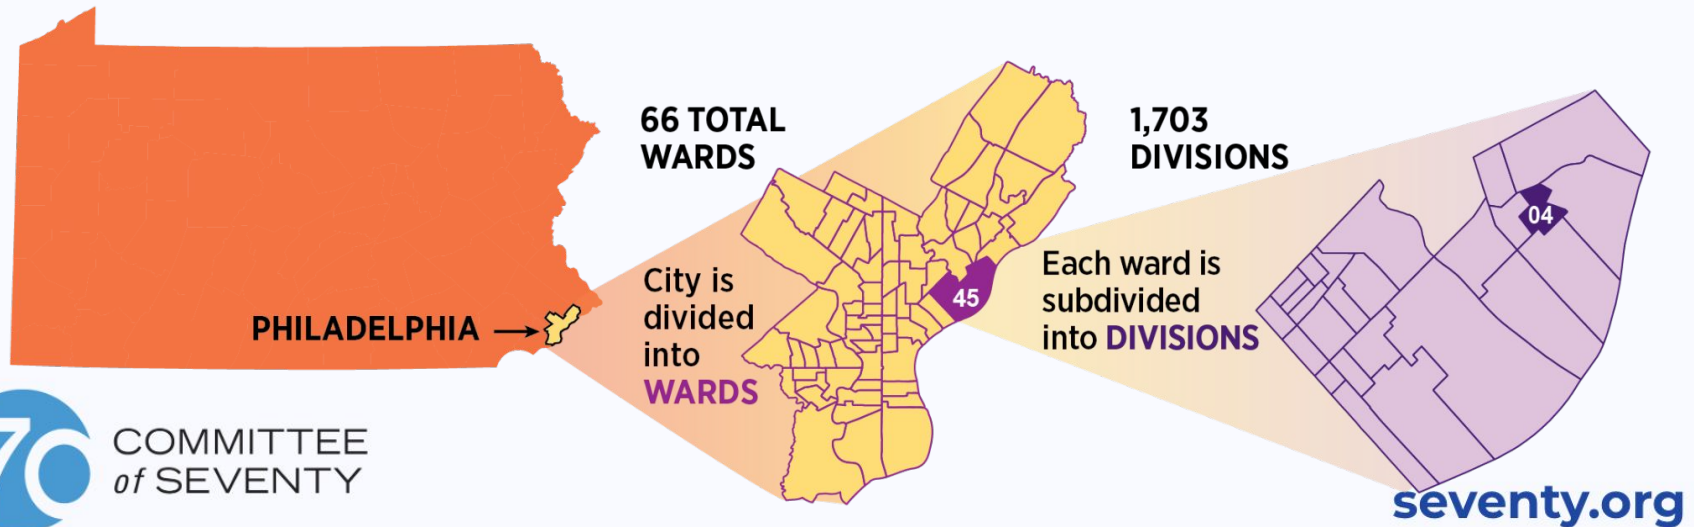 PHILADELPHIA
66 TOTAL
WARDS
City is
divided
into
WARDS
45
1,703
DIVISIONS
Each ward is
subdivided
into DIVISIONS
04
70
COMMITTEE
of SEVENTY
seventy.org